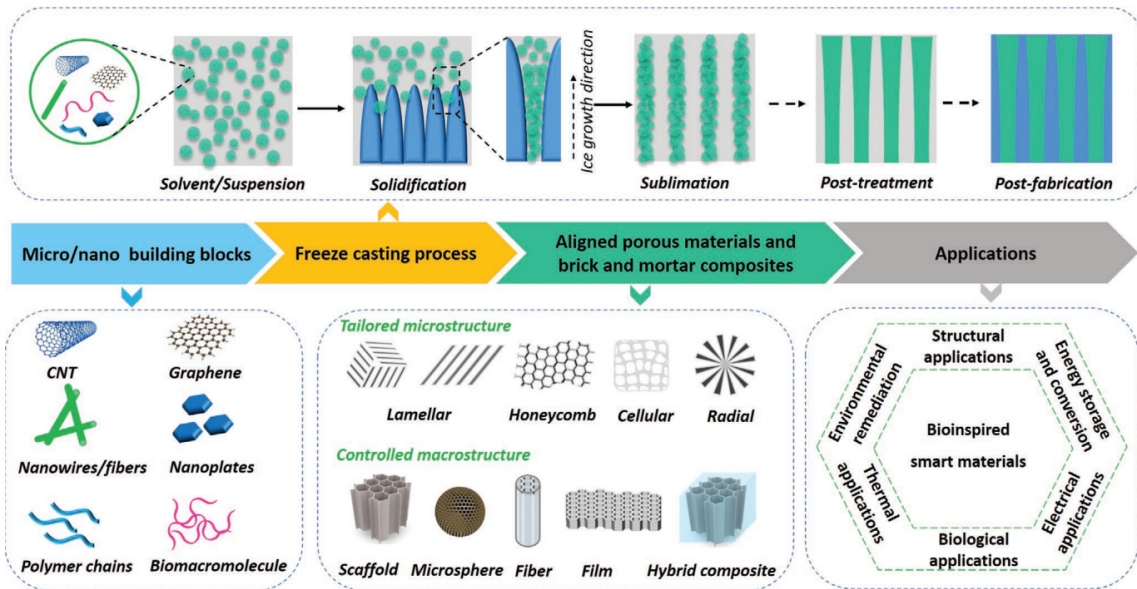 Ice growth direction
Solvent/Suspension
Solidification
Sublimation
Post-treatment
Post-fabrication
Micro/nano building blocks
Freeze casting process
Aligned porous materials and
brick and mortar composites
Applications
CNT
Graphene
Nanowires/fibers
Nanoplates
Polymer chains
Biomacromolecule
Tailored microstructure
Lamellar
Honeycomb
Cellular
Radial
Controlled macrostructure
Scaffold
Microsphere
Fiber
Film
Hybrid composite
Structural
applications
Energy storage
and conversion
Electrical
applications
Biological
applications
Thermal
applications
Environmental
remediation
Bioinspired
smart materials